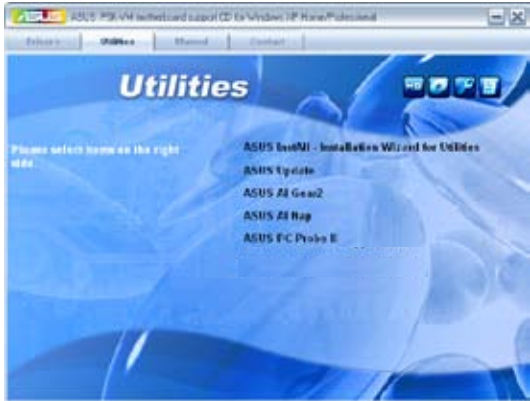 ASUS P5K-VM motherboard support CD for Windows XP Home/Professional
Drivers Utilities Manual Contact
Utilities
Please select items on the right side.
ASUS InstAll - Installation Wizard for Utilities
ASUS Update
ASUS AI Gear2
ASUS AI Nap
ASUS PC Probe II